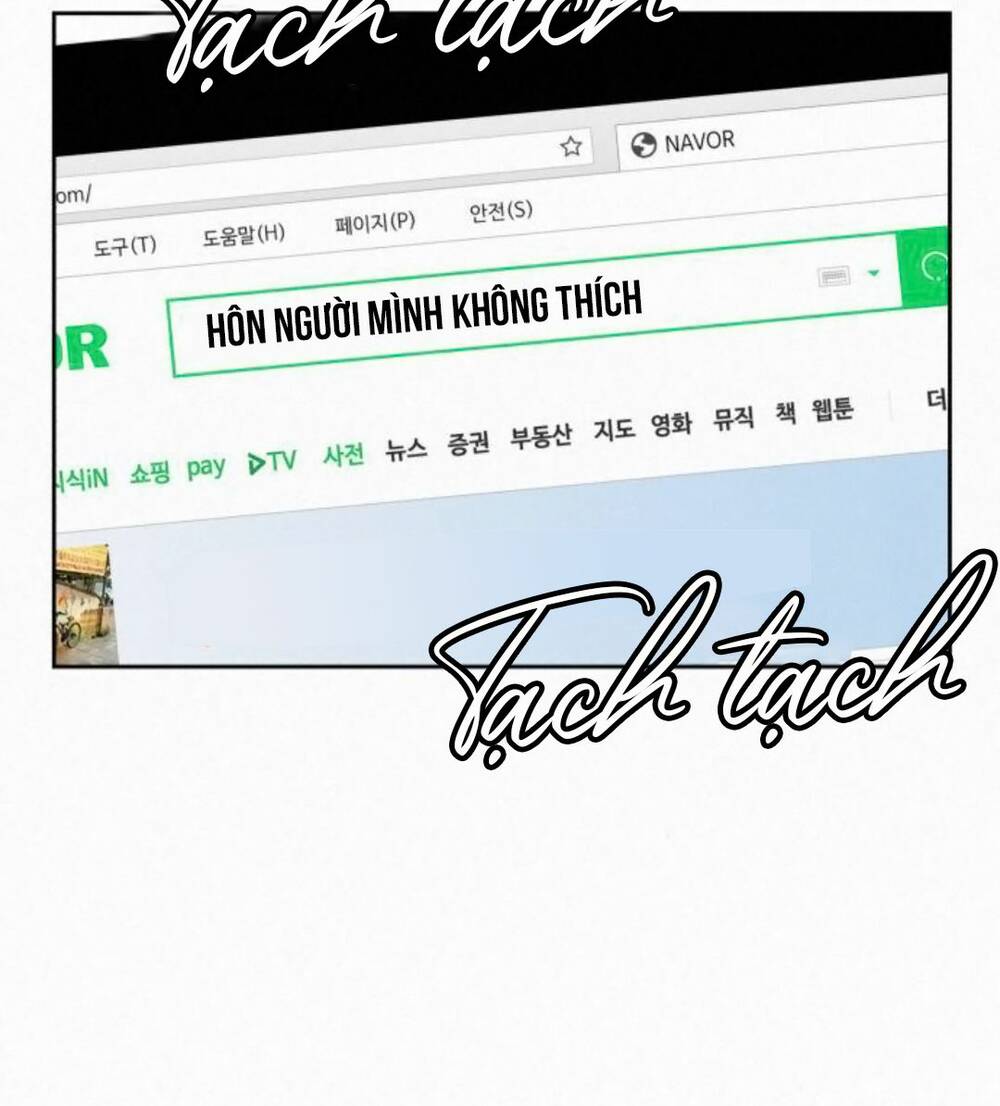 Tạch tạch
om/
NAVOR
도구(T) 도움말(H) 페이지(P) 안전(S)
OR
HÔN NGƯỜI MÌNH KHÔNG THÍCH
지식iN 쇼핑 pay TV 사전 뉴스 증권 부동산 지도 영화 뮤직 책 웹툰 더
Tạch tạch